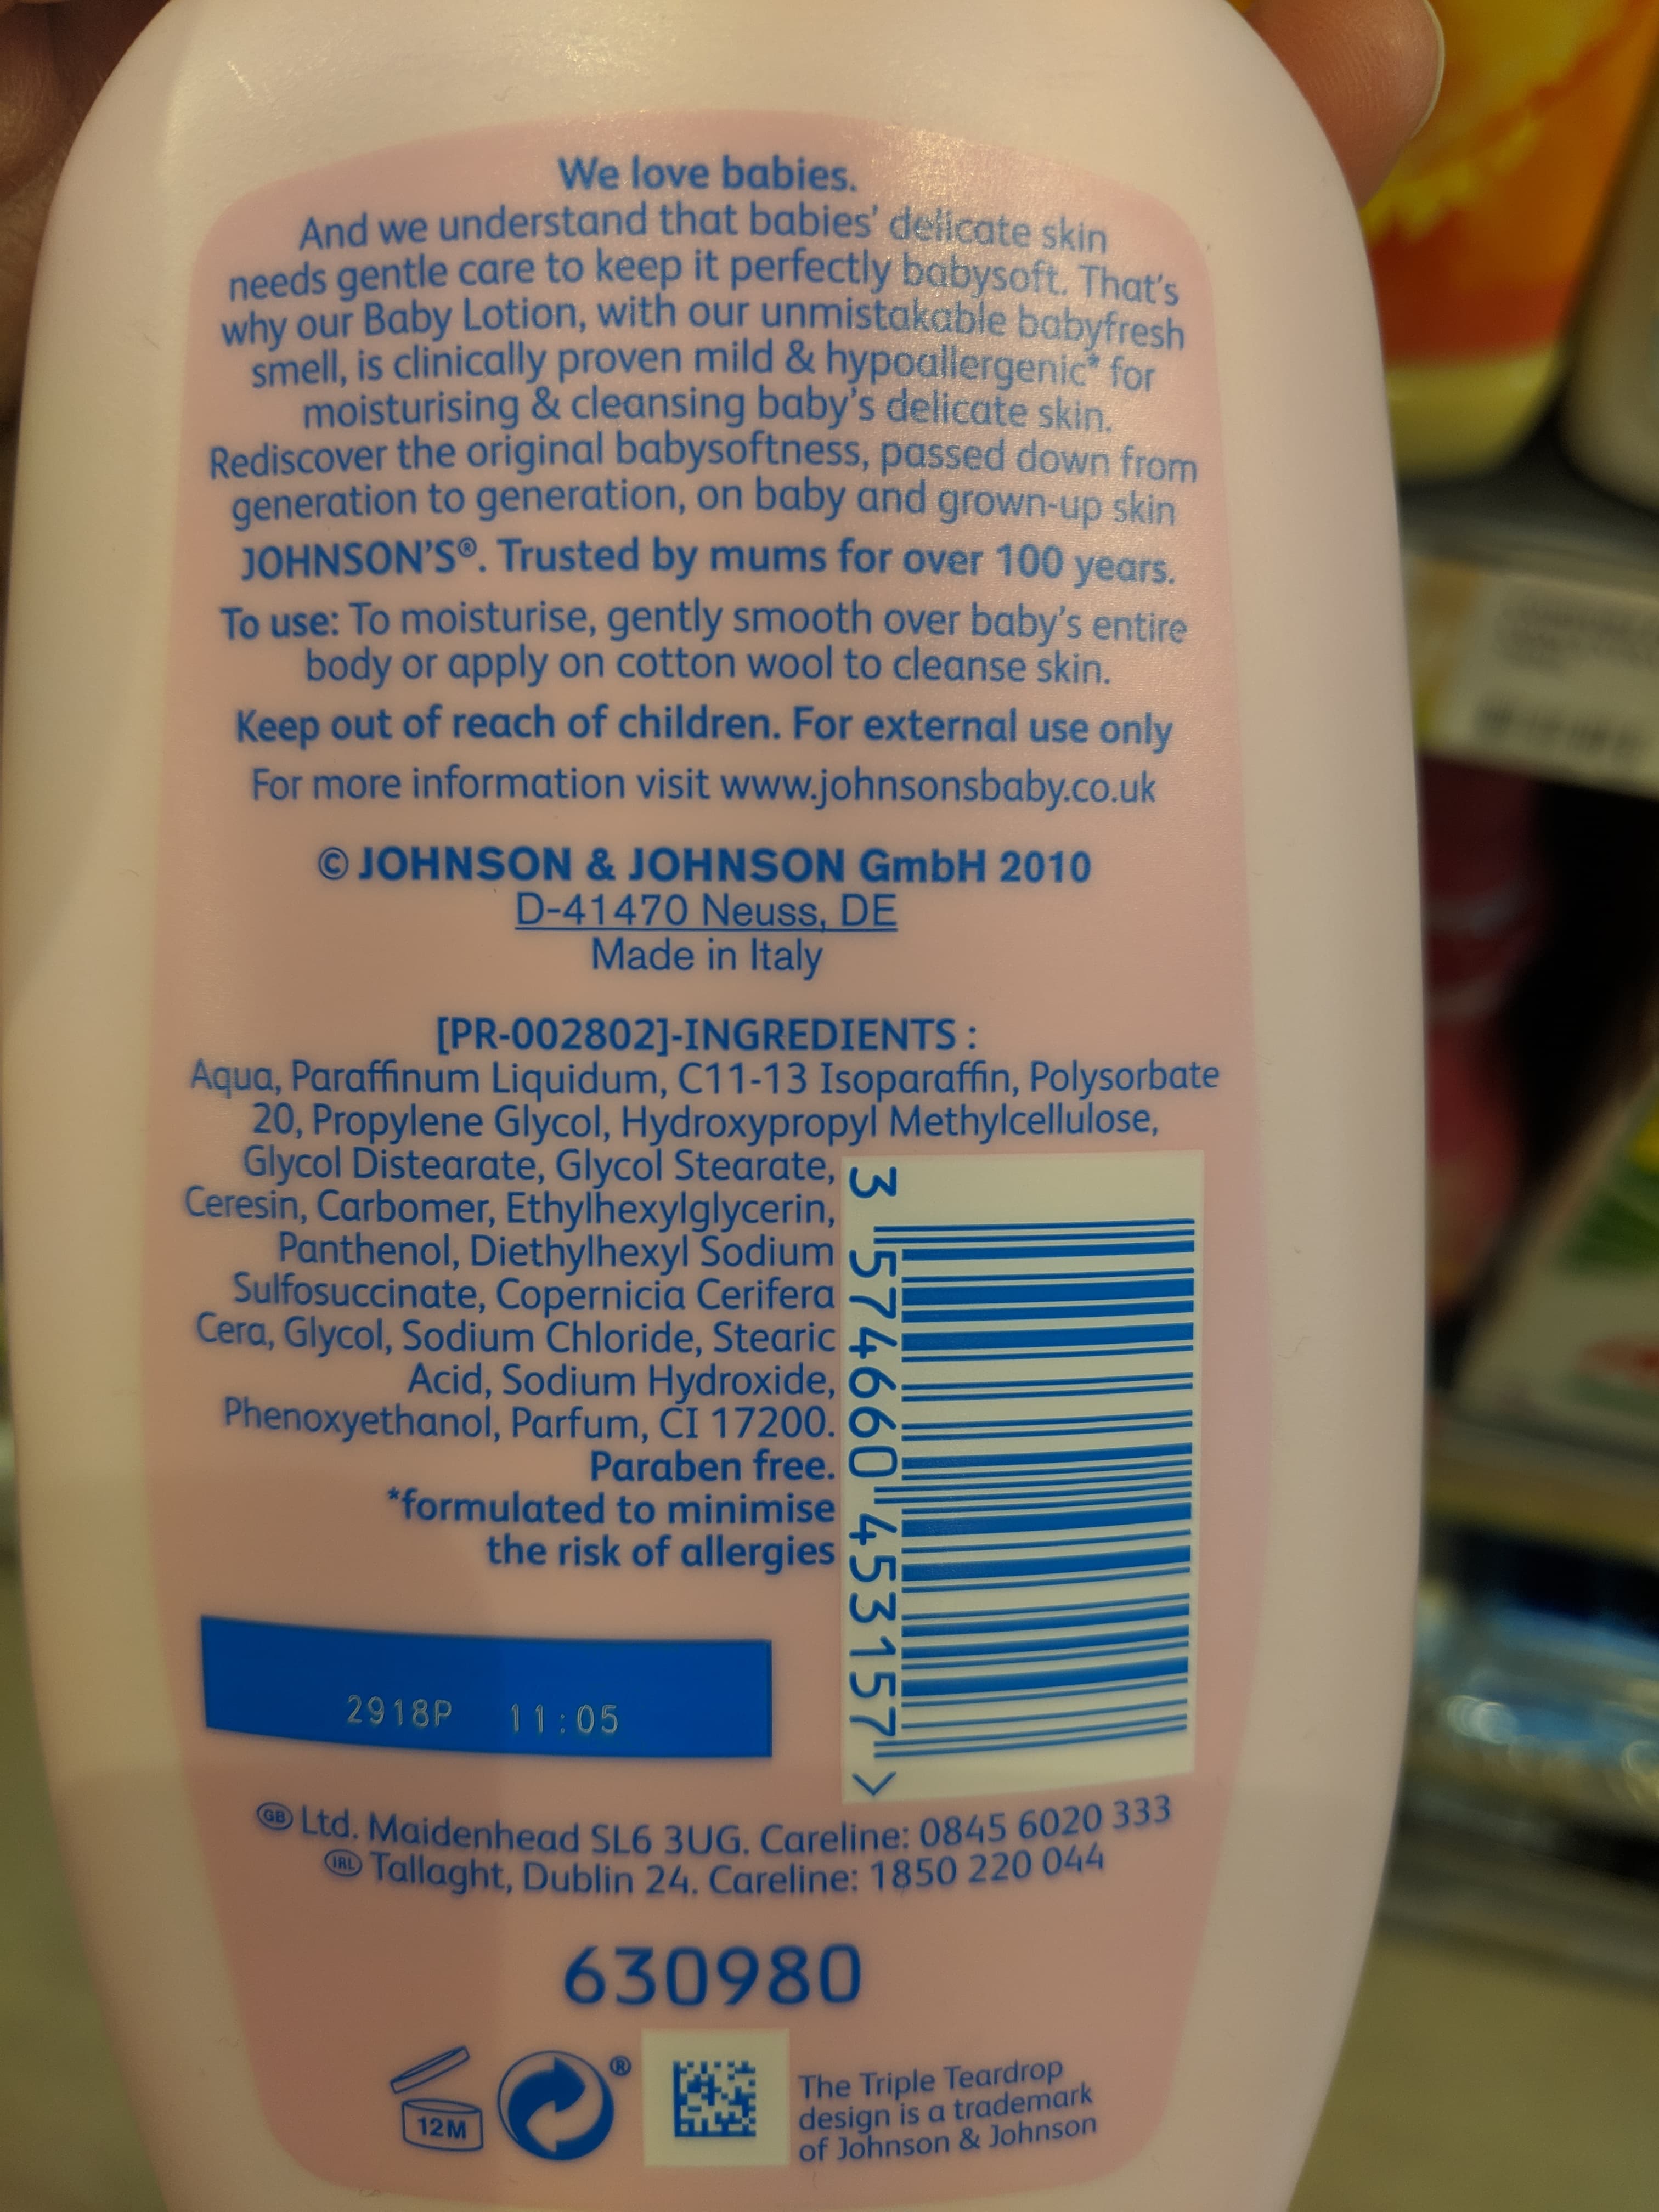 We love babies.
And we understand that babies' delicate skin
needs gentle care to keep it perfectly babysoft. That's
why our Baby Lotion, with our unmistakable babyfresh
smell, is clinically proven mild & hypoallergenic* for
moisturising & cleansing baby's delicate skin.
Rediscover the original babysoftness, passed down from
generation to generation, on baby and grown-up skin
JOHNSON'S®. Trusted by mums for over 100 years.
To use: To moisturise, gently smooth over baby's entire
body or apply on cotton wool to cleanse skin.
Keep out of reach of children. For external use only
For more information visit www.johnsonsbaby.co.uk
© JOHNSON & JOHNSON GmbH 2010
D-41470 Neuss, DE
Made in Italy
[PR-002802]-INGREDIENTS :
Aqua, Paraffinum Liquidum, C11-13 Isoparaffin, Polysorbate
20, Propylene Glycol, Hydroxypropyl Methylcellulose,
Glycol Distearate, Glycol Stearate,
Ceresin, Carbomer, Ethylhexylglycerin,
Panthenol, Diethylhexyl Sodium
Sulfosuccinate, Copernicia Cerifera
Cera, Glycol, Sodium Chloride, Stearic
Acid, Sodium Hydroxide,
Phenoxyethanol, Parfum, CI 17200.
Paraben free.
*formulated to minimise
the risk of allergies
3 574660 453157 >
2918P 11:05
GB Ltd. Maidenhead SL6 3UG. Careline: 0845 6020 333
IRL Tallaght, Dublin 24. Careline: 1850 220 044
630980
12M
®
The Triple Teardrop
design is a trademark
of Johnson & Johnson